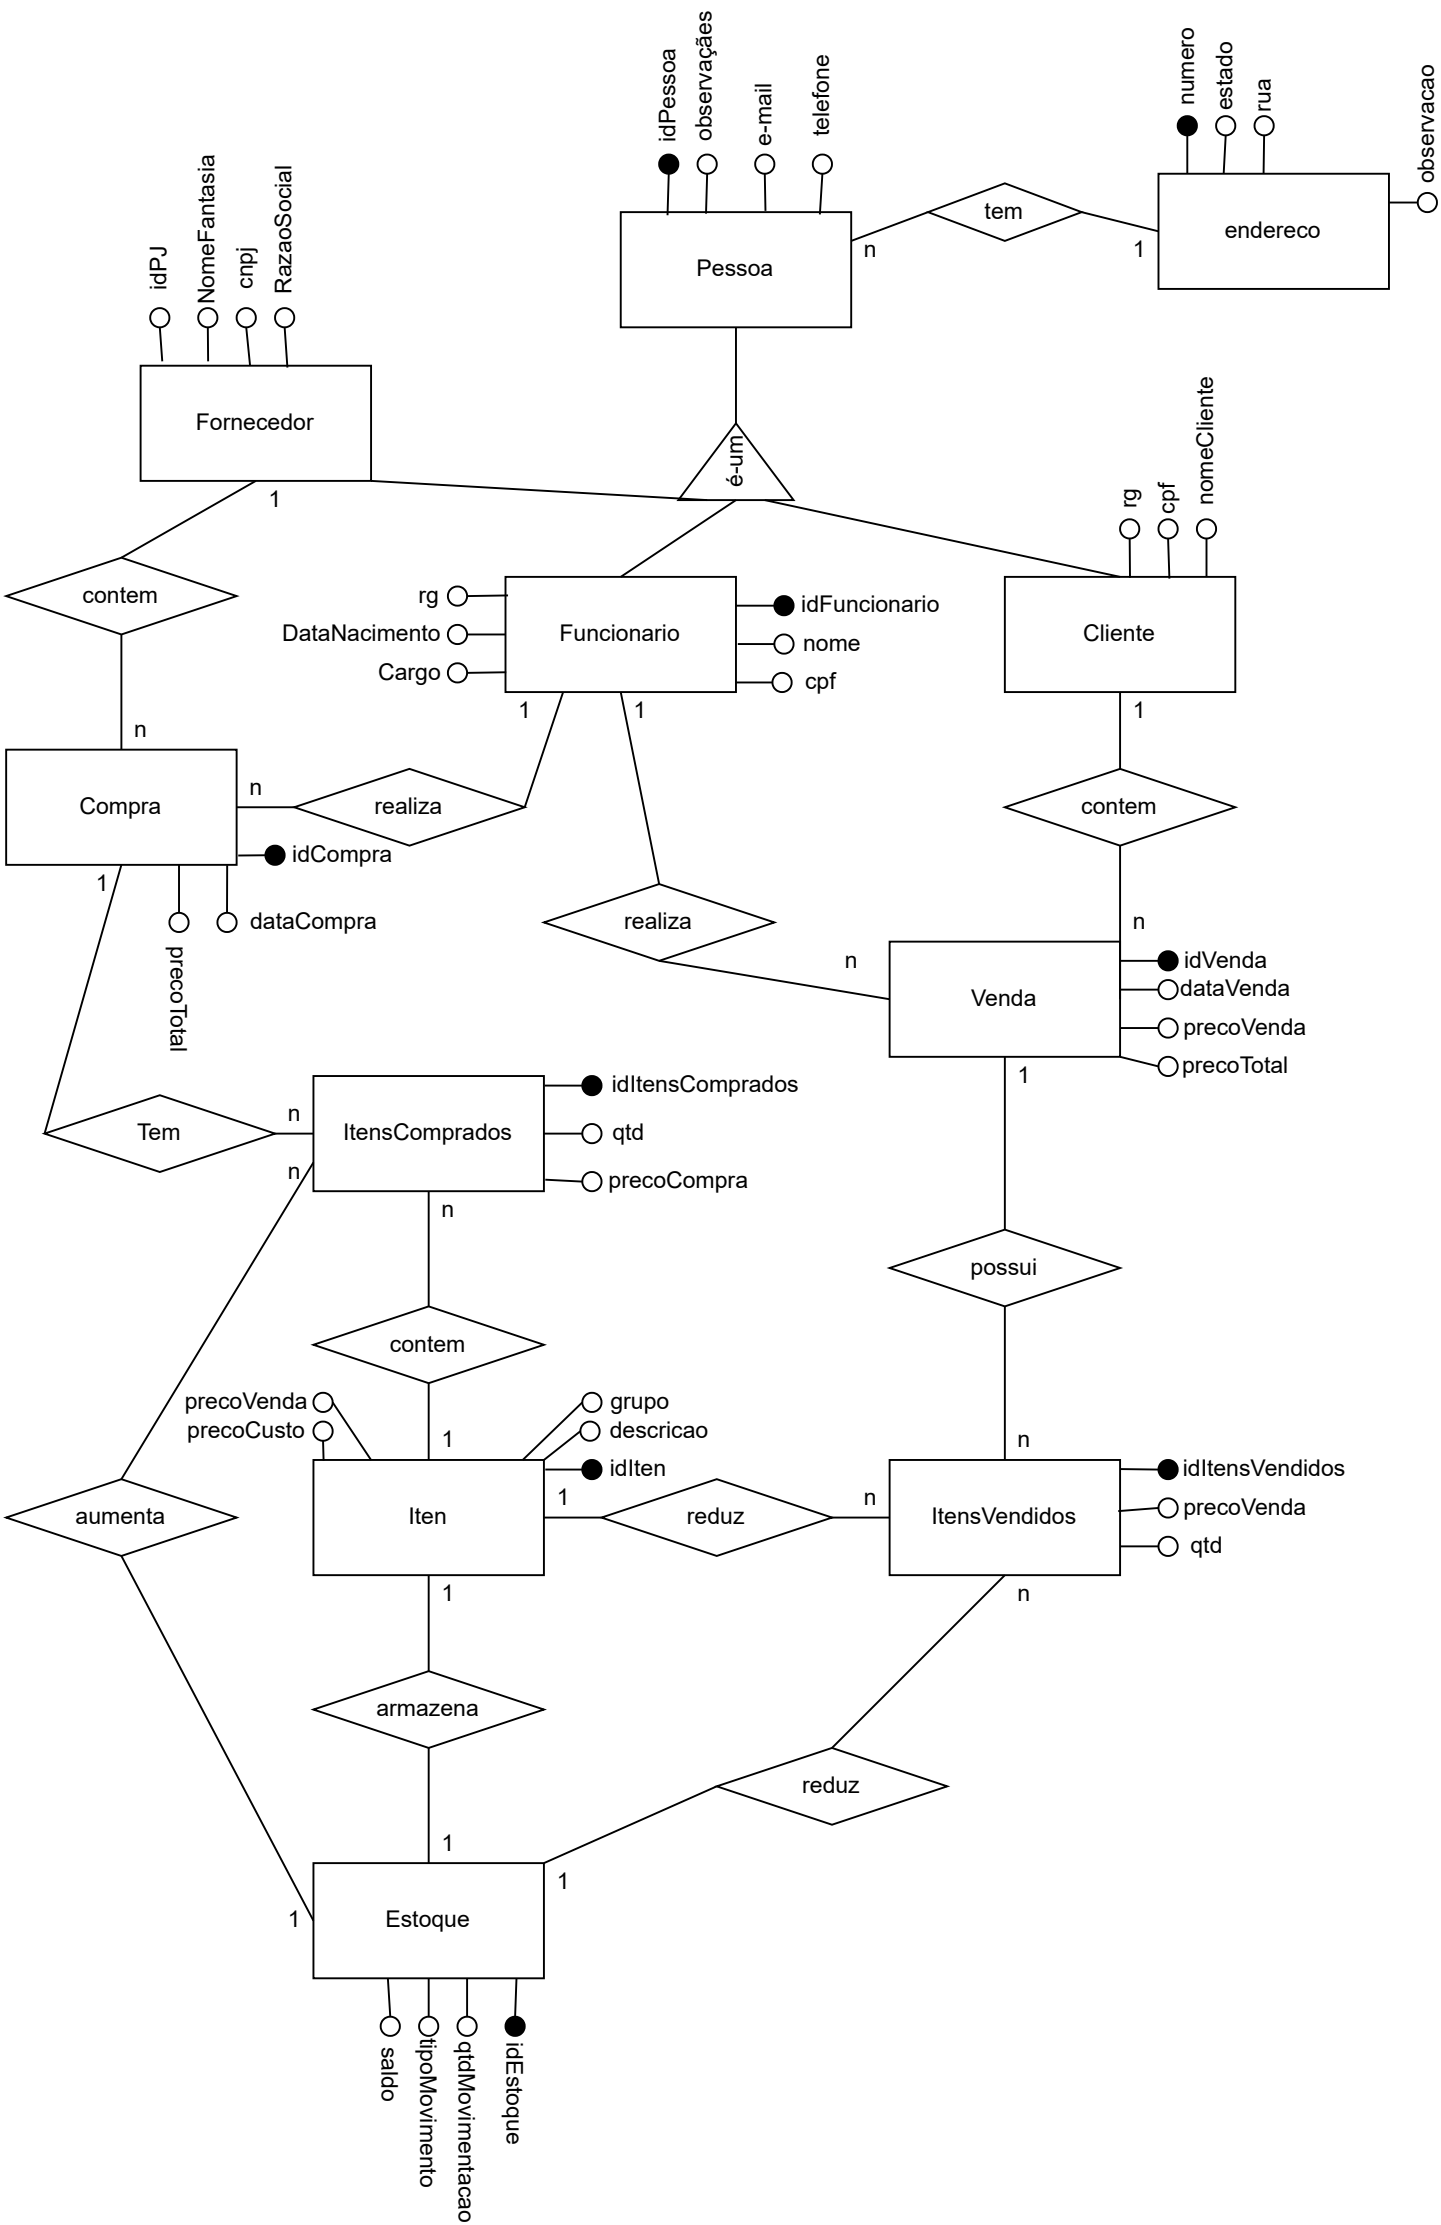 idPessoa
observaçães
e-mail
telefone
numero
estado
rua
observacao
tem
endereco
n
1
Pessoa
idPJ
NomeFantasia
cnpj
RazaoSocial
Fornecedor
1
é-um
rg
cpf
nomeCliente
contem
rg
DataNacimento
Cargo
Funcionario
idFuncionario
nome
cpf
Cliente
1
1
1
n
n
Compra
realiza
contem
idCompra
1
dataCompra
precoTotal
realiza
n
n
Venda
idVenda
dataVenda
precoVenda
precoTotal
1
Tem
n
n
ItensComprados
idItensComprados
qtd
precoCompra
n
possui
contem
precoVenda
precoCusto
grupo
descricao
idIten
1
n
aumenta
Iten
1
reduz
n
ItensVendidos
idItensVendidos
precoVenda
qtd
1
n
armazena
reduz
1
1
1
Estoque
saldo
tipoMovimento
qtdMovimentacao
idEstoque